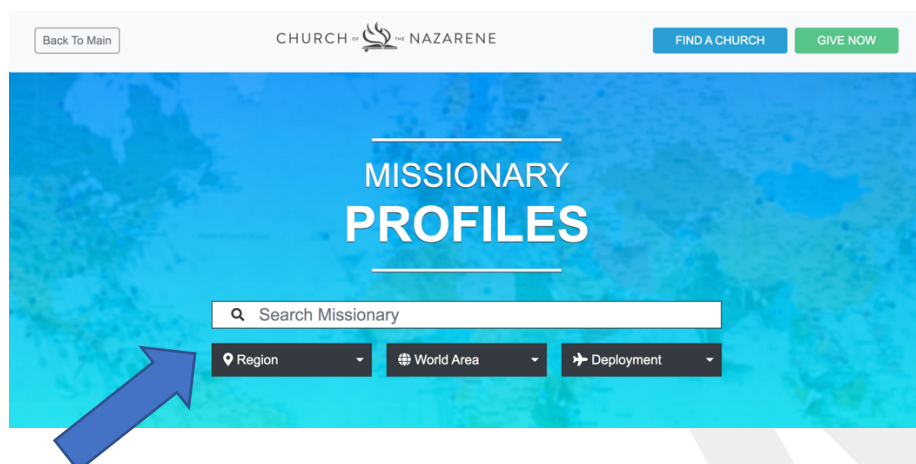 Back To Main
CHURCH OF THE NAZARENE
FIND A CHURCH
GIVE NOW
MISSIONARY
PROFILES
Search Missionary
Region
World Area
Deployment